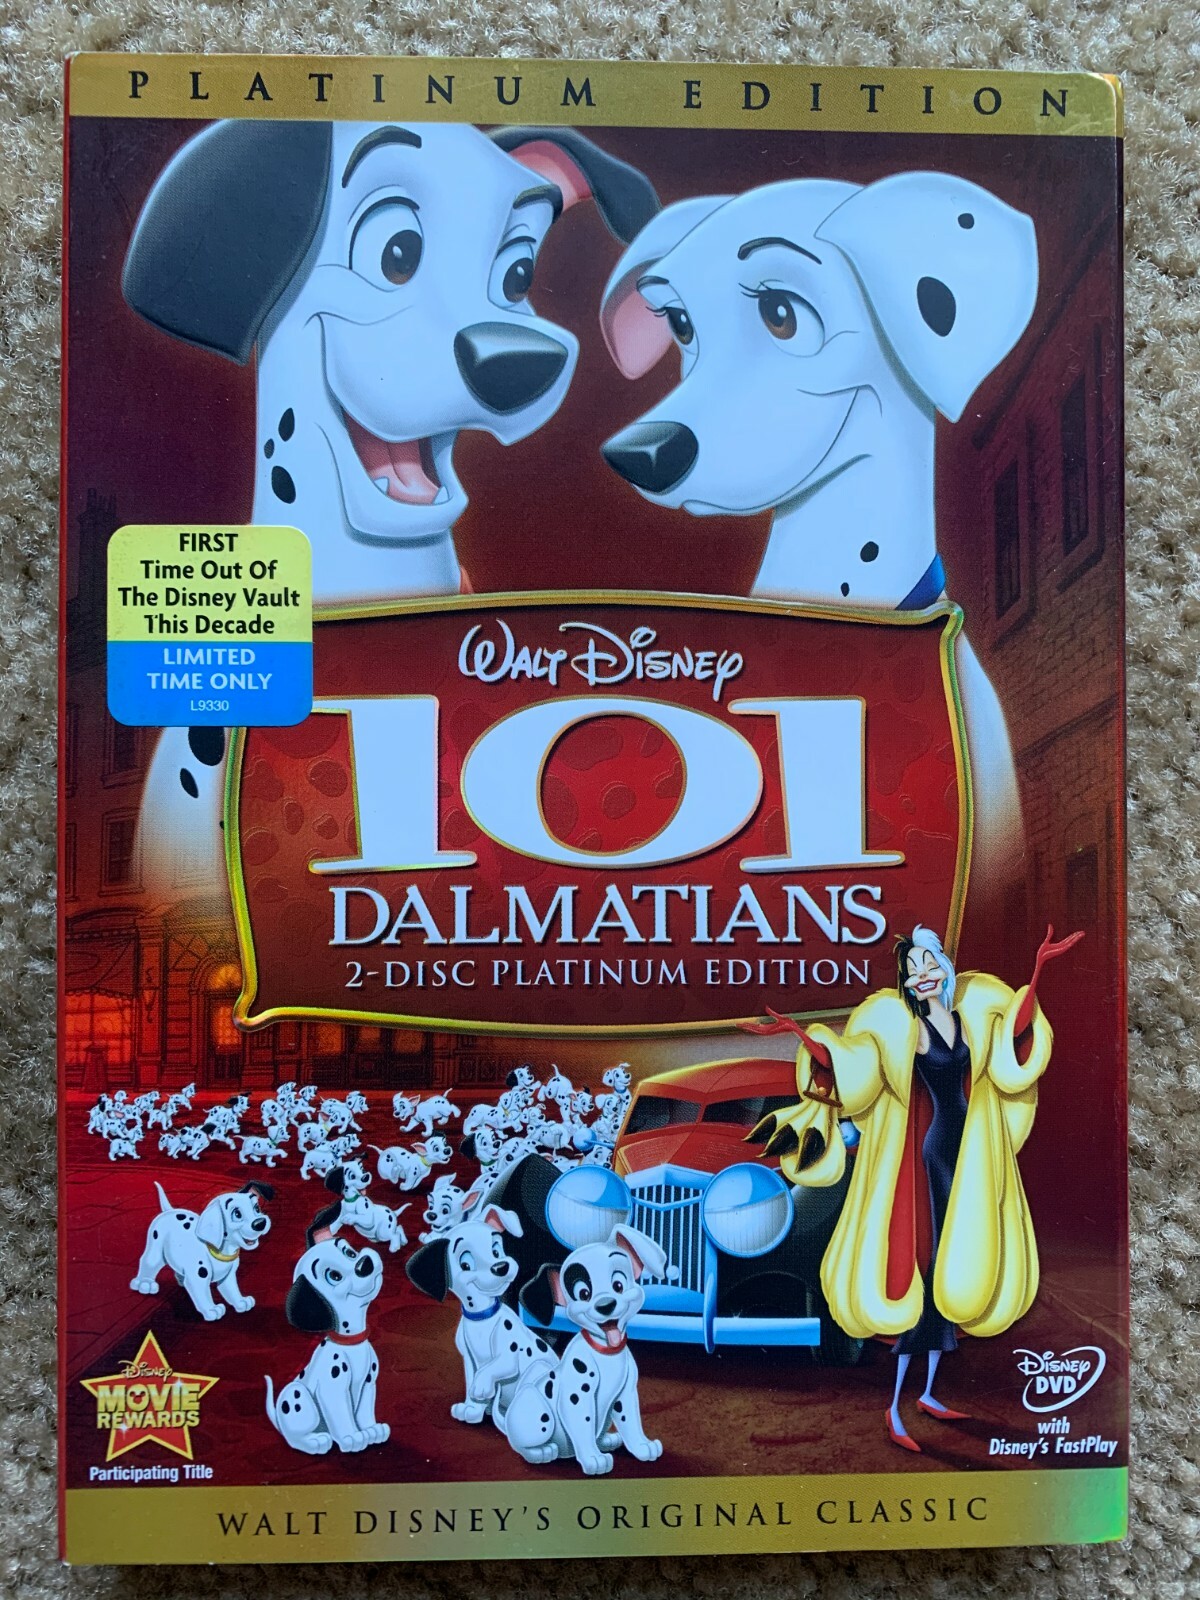 PLATINUM EDITION
FIRST
Time Out Of
The Disney Vault
This Decade
LIMITED
TIME ONLY
L9330
WALT DISNEY
101
DALMATIANS
2-DISC PLATINUM EDITION
Disney
MOVIE
REWARDS
Participating Title
Disney
DVD
with
Disney's FastPlay
WALT DISNEY'S ORIGINAL CLASSIC